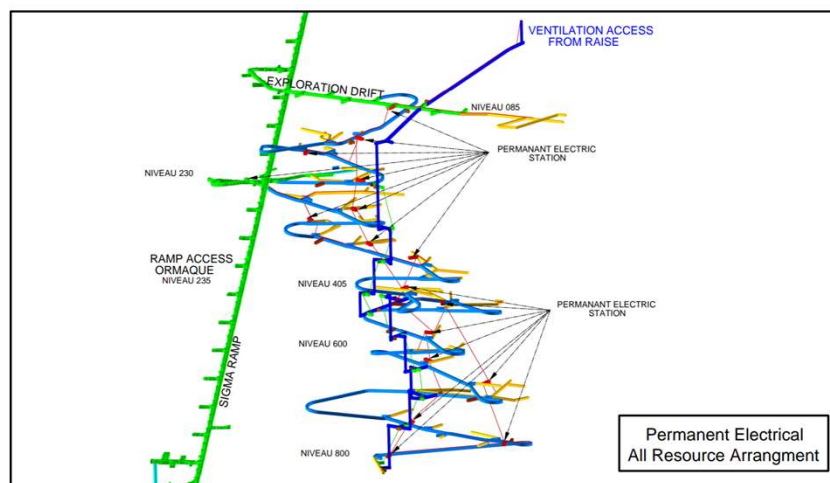 VENTILATION ACCESS
FROM RAISE
EXPLORATION DRIFT
NIVEAU 085
PERMANANT ELECTRIC
STATION
NIVEAU 230
RAMP ACCESS
ORMAQUE
NIVEAU 235
NIVEAU 405
PERMANANT ELECTRIC
STATION
NIVEAU 600
SIGMA RAMP
NIVEAU 800
Permanent Electrical
All Resource Arrangment